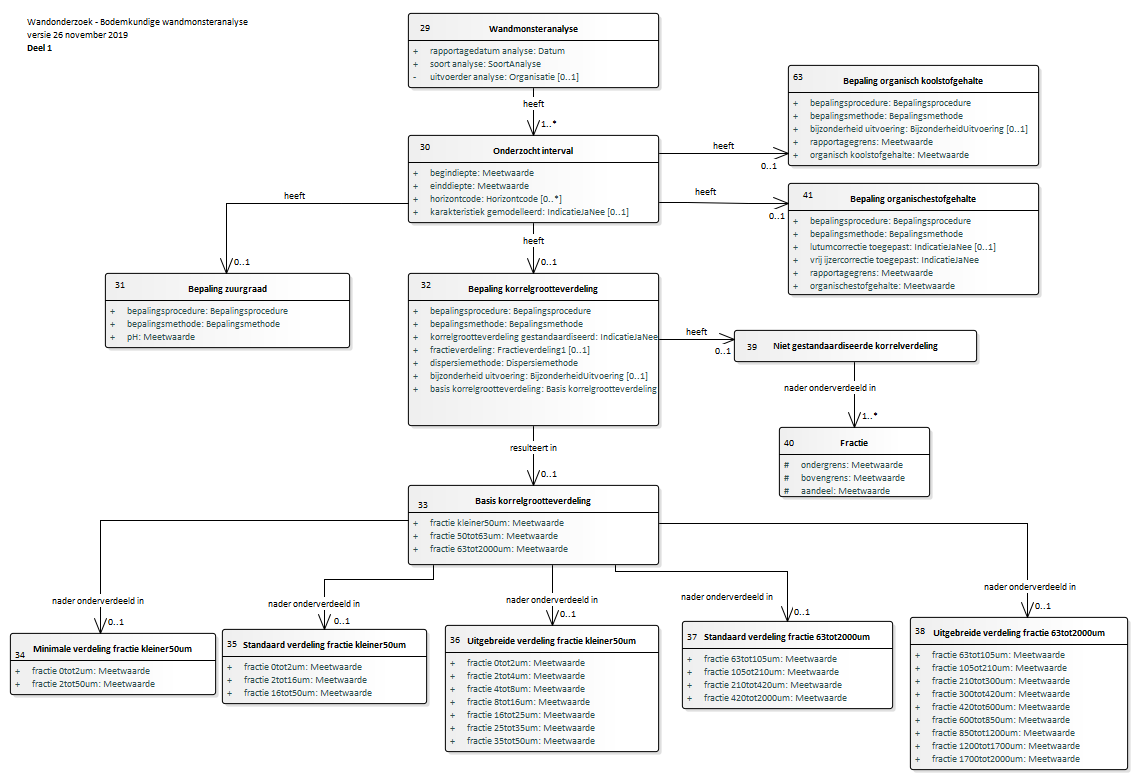 Wandonderzoek - Bodemkundige wandmonsteranalyse
versie 26 november 2019
Deel 1
29 Wandmonsteranalyse
+ rapportagedatum analyse: Datum
+ soort analyse: SoortAnalyse
- uitvoerder analyse: Organisatie [0..1]
heeft
1..*
63 Bepaling organisch koolstofgehalte
+ bepalingsprocedure: Bepalingsprocedure
+ bepalingsmethode: Bepalingsmethode
+ bijzonderheid uitvoering: BijzonderheidUitvoering [0..1]
+ rapportagegrens: Meetwaarde
+ organisch koolstofgehalte: Meetwaarde
30 Onderzocht interval
+ begindiepte: Meetwaarde
+ einddiepte: Meetwaarde
+ horizontcode: Horizontcode [0..*]
+ karakteristiek gemodelleerd: IndicatieJaNee [0..1]
heeft
0..1
heeft
0..1
41 Bepaling organischestofgehalte
+ bepalingsprocedure: Bepalingsprocedure
+ bepalingsmethode: Bepalingsmethode
+ lutumcorrectie toegepast: IndicatieJaNee [0..1]
+ vrij ijzercorrectie toegepast: IndicatieJaNee
+ rapportagegrens: Meetwaarde
+ organischestofgehalte: Meetwaarde
heeft
0..1
heeft
0..1
31 Bepaling zuurgraad
+ bepalingsprocedure: Bepalingsprocedure
+ bepalingsmethode: Bepalingsmethode
+ pH: Meetwaarde
32 Bepaling korrelgrootteverdeling
+ bepalingsprocedure: Bepalingsprocedure
+ bepalingsmethode: Bepalingsmethode
+ korrelgrootteverdeling gestandaardiseerd: IndicatieJaNee
+ fractieverdeling: Fractieverdeling1 [0..1]
+ dispersiemethode: Dispersiemethode
+ bijzonderheid uitvoering: BijzonderheidUitvoering [0..1]
+ basis korrelgrootteverdeling: Basis korrelgrootteverdeling
heeft
0..1
39 Niet gestandaardiseerde korrelverdeling
nader onderverdeeld in
1..*
40 Fractie
# ondergrens: Meetwaarde
# bovengrens: Meetwaarde
# aandeel: Meetwaarde
resulteert in
0..1
33 Basis korrelgrootteverdeling
+ fractie kleiner50um: Meetwaarde
+ fractie 50tot63um: Meetwaarde
+ fractie 63tot2000um: Meetwaarde
nader onderverdeeld in
0..1
nader onderverdeeld in
0..1
nader onderverdeeld in
0..1
nader onderverdeeld in
0..1
nader onderverdeeld in
0..1
34 Minimale verdeling fractie kleiner50um
+ fractie 0tot2um: Meetwaarde
+ fractie 2tot50um: Meetwaarde
35 Standaard verdeling fractie kleiner50um
+ fractie 0tot2um: Meetwaarde
+ fractie 2tot16um: Meetwaarde
+ fractie 16tot50um: Meetwaarde
36 Uitgebreide verdeling fractie kleiner50um
+ fractie 0tot2um: Meetwaarde
+ fractie 2tot4um: Meetwaarde
+ fractie 4tot8um: Meetwaarde
+ fractie 8tot16um: Meetwaarde
+ fractie 16tot25um: Meetwaarde
+ fractie 25tot35um: Meetwaarde
+ fractie 35tot50um: Meetwaarde
37 Standaard verdeling fractie 63tot2000um
+ fractie 63tot105um: Meetwaarde
+ fractie 105tot210um: Meetwaarde
+ fractie 210tot420um: Meetwaarde
+ fractie 420tot2000um: Meetwaarde
38 Uitgebreide verdeling fractie 63tot2000um
+ fractie 63tot105um: Meetwaarde
+ fractie 105tot210um: Meetwaarde
+ fractie 210tot300um: Meetwaarde
+ fractie 300tot420um: Meetwaarde
+ fractie 420tot600um: Meetwaarde
+ fractie 600tot850um: Meetwaarde
+ fractie 850tot1200um: Meetwaarde
+ fractie 1200tot1700um: Meetwaarde
+ fractie 1700tot2000um: Meetwaarde